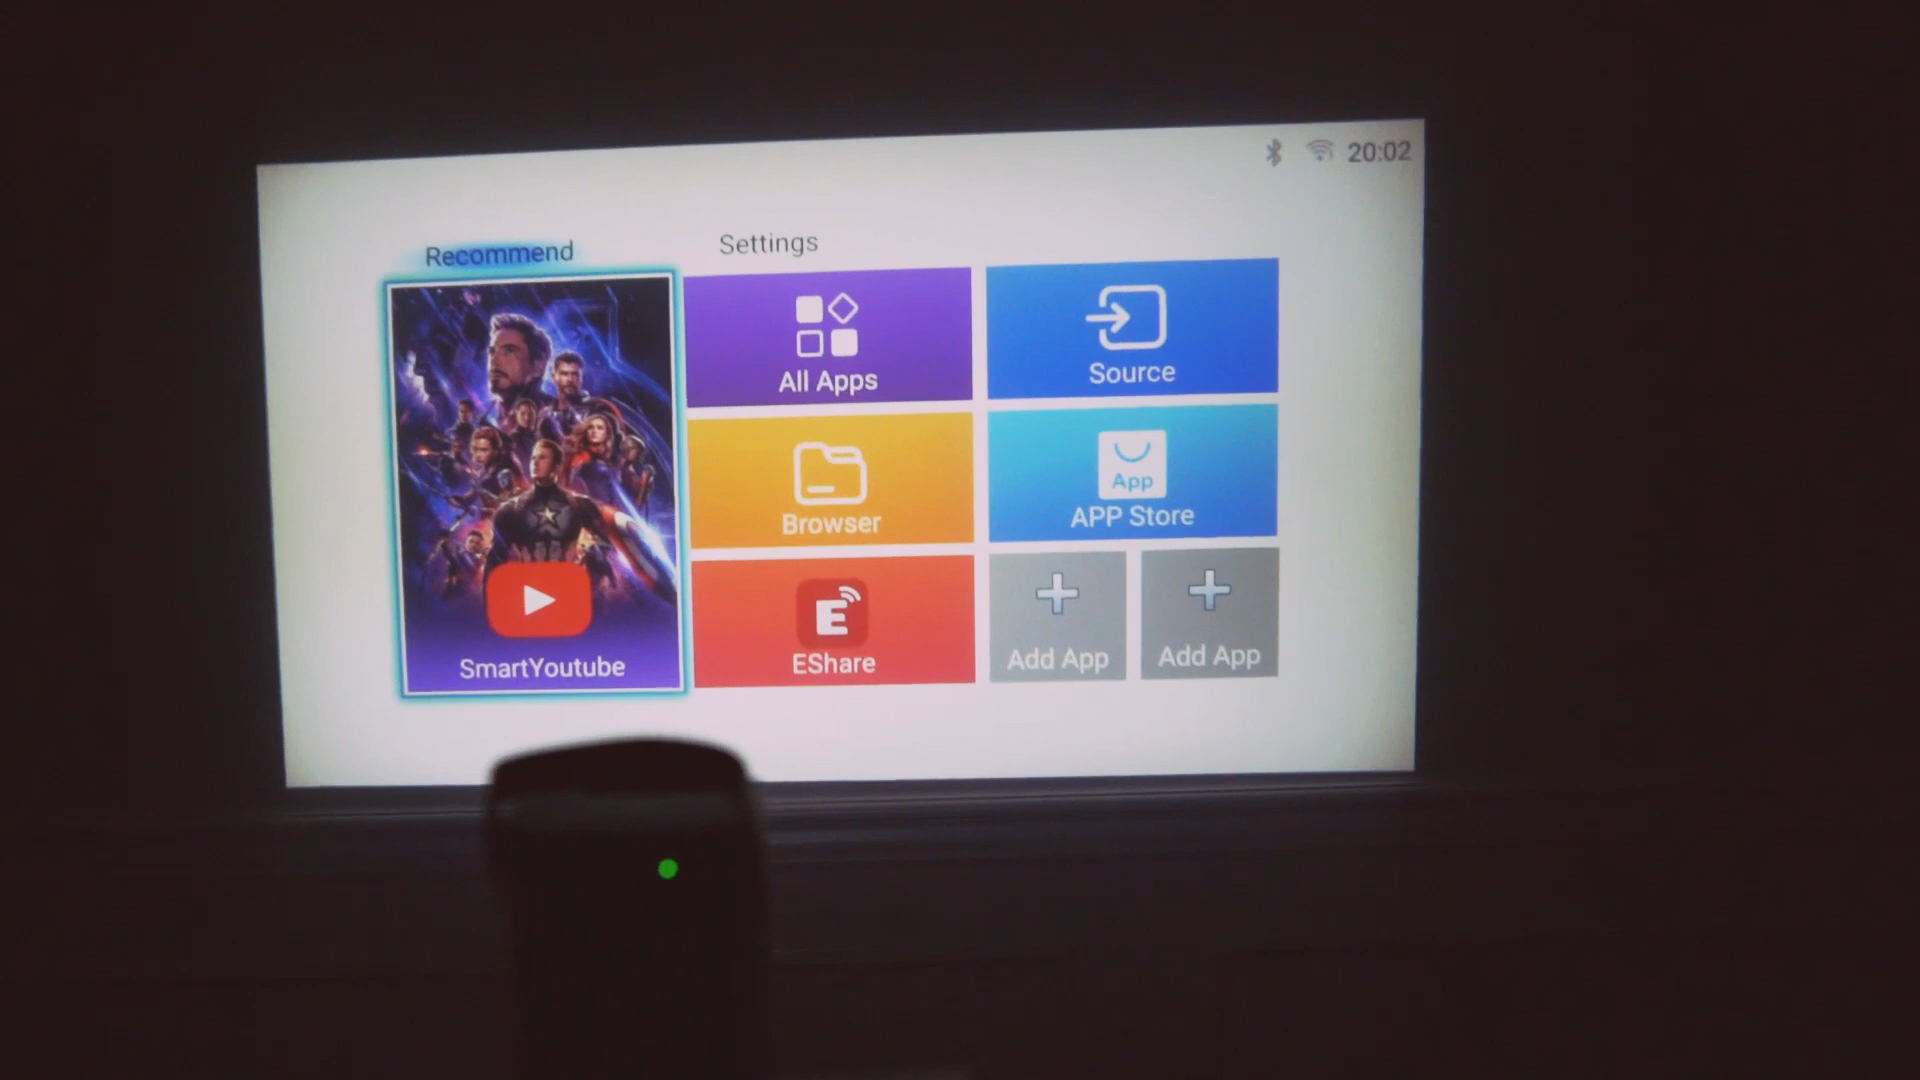 20:02
Recommend
Settings
All Apps
Source
Browser
App
APP Store
SmartYoutube
E
EShare
Add App
Add App